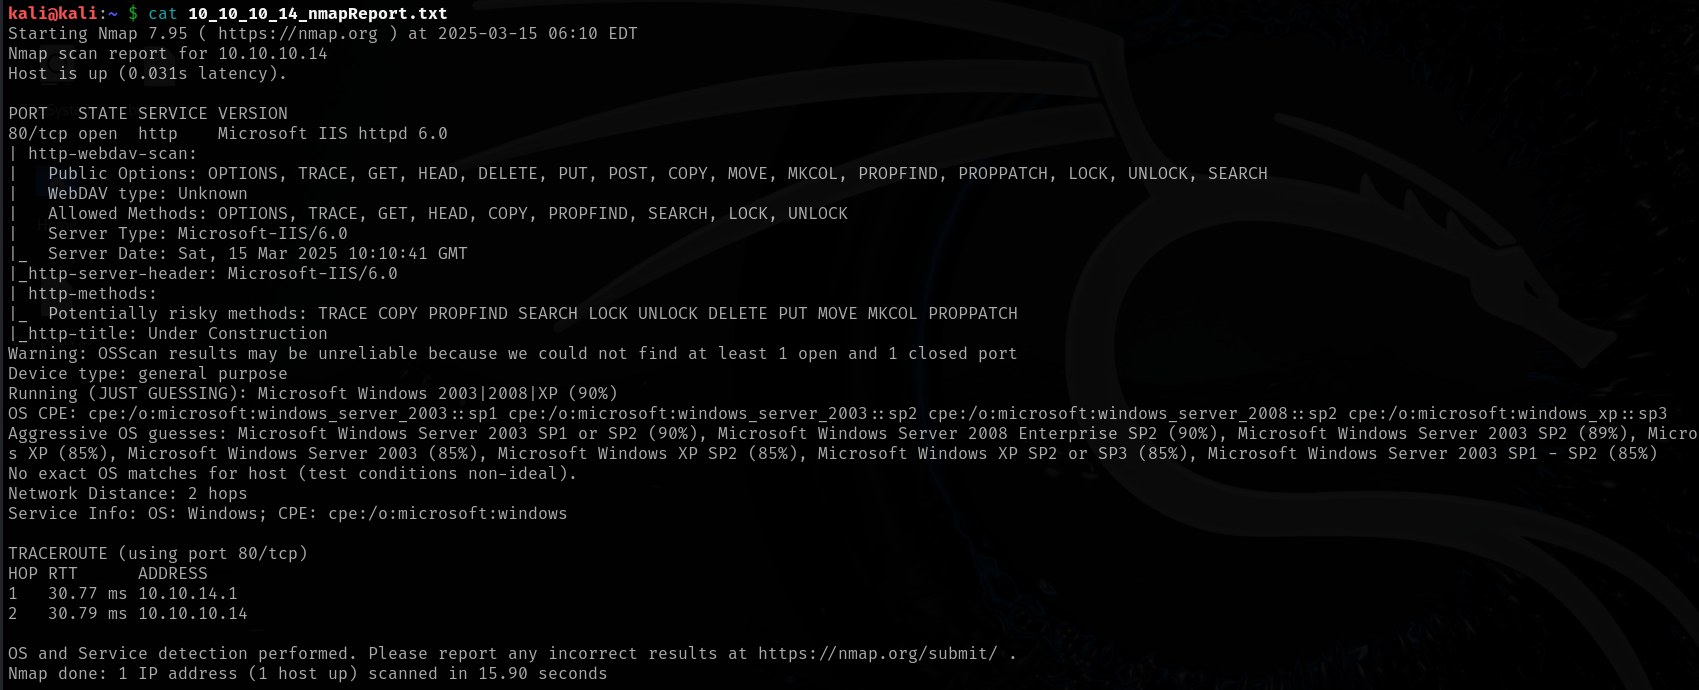 kali@kali:~ $ cat 10_10_10_14_nmapReport.txt
Starting Nmap 7.95 ( https://nmap.org ) at 2025-03-15 06:10 EDT
Nmap scan report for 10.10.10.14
Host is up (0.031s latency).

PORT   STATE SERVICE VERSION
80/tcp open  http    Microsoft IIS httpd 6.0
| http-webdav-scan:
|   Public Options: OPTIONS, TRACE, GET, HEAD, DELETE, PUT, POST, COPY, MOVE, MKCOL, PROPFIND, PROPPATCH, LOCK, UNLOCK, SEARCH
|   WebDAV type: Unknown
|   Allowed Methods: OPTIONS, TRACE, GET, HEAD, COPY, PROPFIND, SEARCH, LOCK, UNLOCK
|   Server Type: Microsoft-IIS/6.0
|_  Server Date: Sat, 15 Mar 2025 10:10:41 GMT
|_http-server-header: Microsoft-IIS/6.0
| http-methods:
|_  Potentially risky methods: TRACE COPY PROPFIND SEARCH LOCK UNLOCK DELETE PUT MOVE MKCOL PROPPATCH
|_http-title: Under Construction
Warning: OSScan results may be unreliable because we could not find at least 1 open and 1 closed port
Device type: general purpose
Running (JUST GUESSING): Microsoft Windows 2003|2008|XP (90%)
OS CPE: cpe:/o:microsoft:windows_server_2003::sp1 cpe:/o:microsoft:windows_server_2003::sp2 cpe:/o:microsoft:windows_server_2008::sp2 cpe:/o:microsoft:windows_xp::sp3
Aggressive OS guesses: Microsoft Windows Server 2003 SP1 or SP2 (90%), Microsoft Windows Server 2008 Enterprise SP2 (90%), Microsoft Windows Server 2003 SP2 (89%), Micro
s XP (85%), Microsoft Windows Server 2003 (85%), Microsoft Windows XP SP2 (85%), Microsoft Windows XP SP2 or SP3 (85%), Microsoft Windows Server 2003 SP1 - SP2 (85%)
No exact OS matches for host (test conditions non-ideal).
Network Distance: 2 hops
Service Info: OS: Windows; CPE: cpe:/o:microsoft:windows

TRACEROUTE (using port 80/tcp)
HOP RTT      ADDRESS
1   30.77 ms 10.10.14.1
2   30.79 ms 10.10.10.14

OS and Service detection performed. Please report any incorrect results at https://nmap.org/submit/ .
Nmap done: 1 IP address (1 host up) scanned in 15.90 seconds